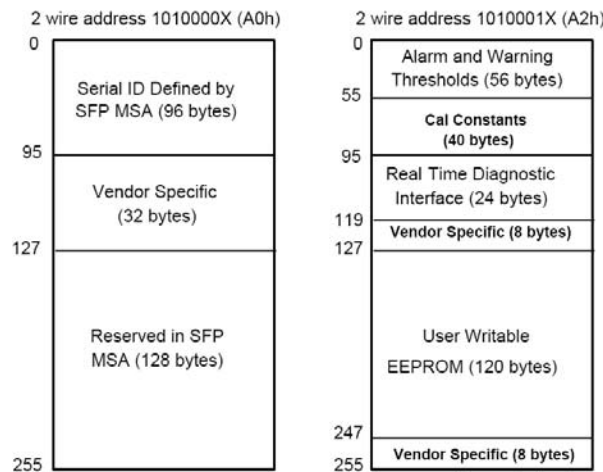 2 wire address 1010000X (A0h)
0
Serial ID Defined by
SFP MSA (96 bytes)
95
Vendor Specific
(32 bytes)
127
Reserved in SFP
MSA (128 bytes)
255
2 wire address 1010001X (A2h)
0
Alarm and Warning
Thresholds (56 bytes)
55
Cal Constants
(40 bytes)
95
Real Time Diagnostic
Interface (24 bytes)
119
Vendor Specific (8 bytes)
127
User Writable
EEPROM (120 bytes)
247
Vendor Specific (8 bytes)
255